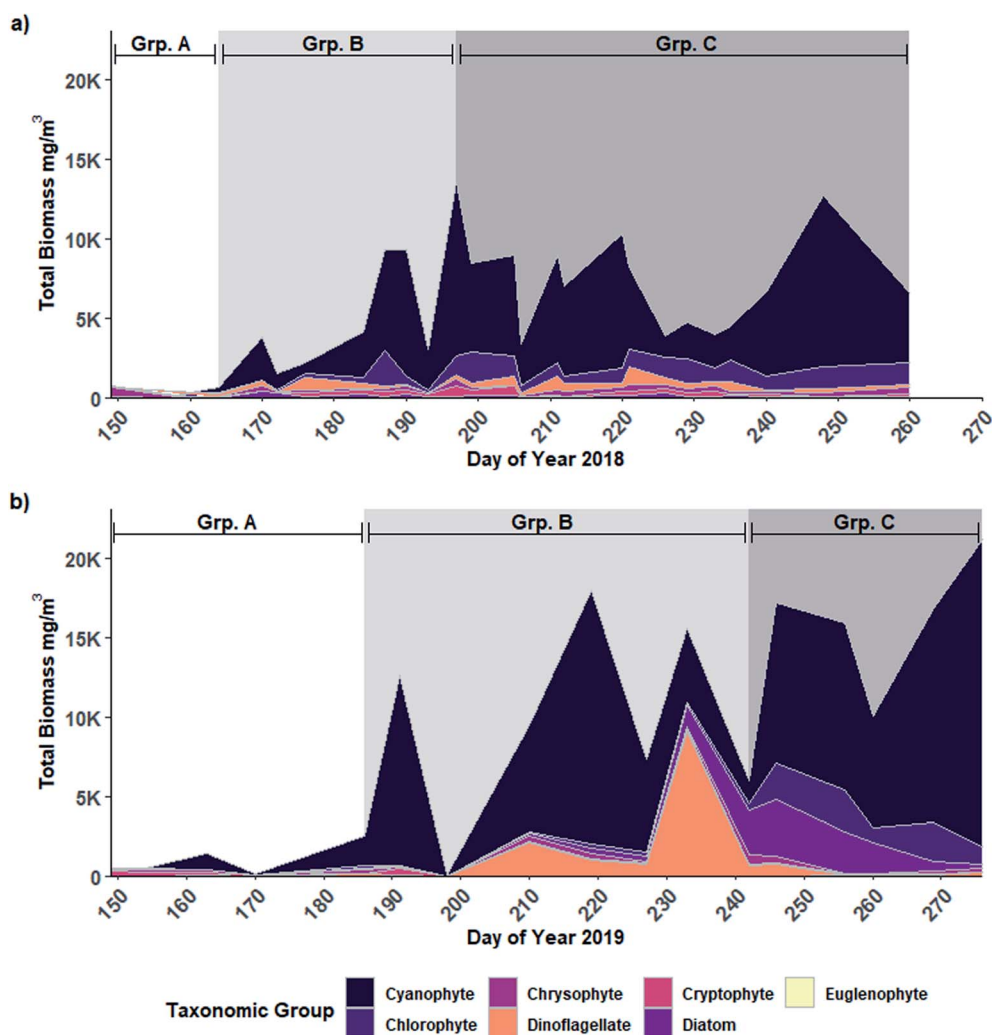 a)
Grp. A Grp. B Grp. C
20K
15K
10K
5K
0
Total Biomass mg/m³
150 160 170 180 190 200 210 220 230 240 250 260 270
Day of Year 2018
b)
Grp. A Grp. B Grp. C
20K
15K
10K
5K
0
Total Biomass mg/m³
150 160 170 180 190 200 210 220 230 240 250 260 270
Day of Year 2019
Taxonomic Group
Cyanophyte Chrysophyte Cryptophyte Euglenophyte
Chlorophyte Dinoflagellate Diatom